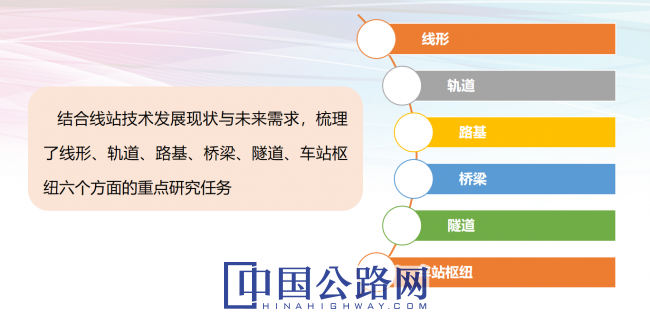 线形
轨道
结合线站技术发展现状与未来需求，梳理
了线形、轨道、路基、桥梁、隧道、车站枢
纽六个方面的重点研究任务
路基
桥梁
隧道
车站枢纽
中国公路网
CHINAHIGHWAY.COM